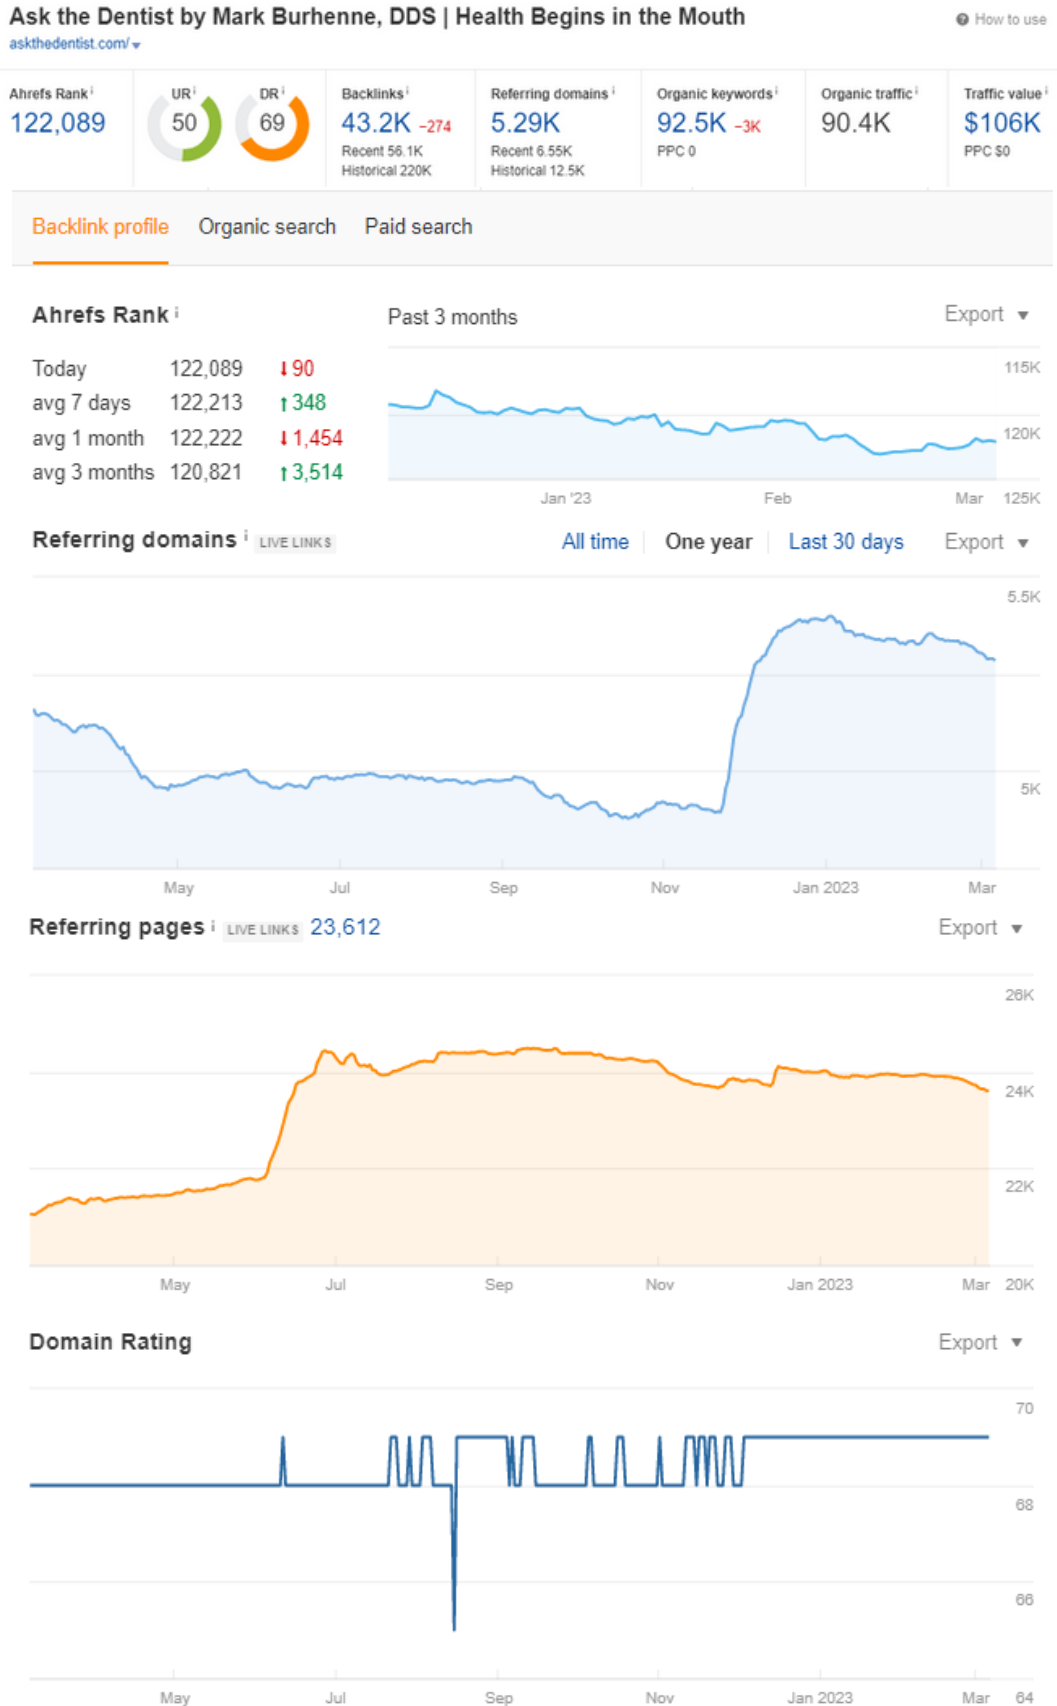 Ask the Dentist by Mark Burhenne, DDS | Health Begins in the Mouth
How to use
askthedentist.com/
Ahrefs Rank UR DR Backlinks Referring domains Organic keywords Organic traffic Traffic value
122,089 50 69 43.2K -274 5.29K 92.5K -3K 90.4K $106K
Recent 56.1K Recent 6.55K PPC 0 PPC $0
Historical 220K Historical 12.5K
Backlink profile Organic search Paid search
Ahrefs Rank Past 3 months Export
115K
Today 122,089 90
avg 7 days 122,213 348
avg 1 month 122,222 1,454
120K
avg 3 months 120,821 3,514
Jan '23 Feb Mar 125K
Referring domains LIVE LINKS All time One year Last 30 days Export
5.5K
5K
May Jul Sep Nov Jan 2023 Mar
Referring pages LIVE LINKS 23,612 Export
26K
24K
22K
May Jul Sep Nov Jan 2023 Mar 20K
Domain Rating Export
70
68
66
May Jul Sep Nov Jan 2023 Mar 64